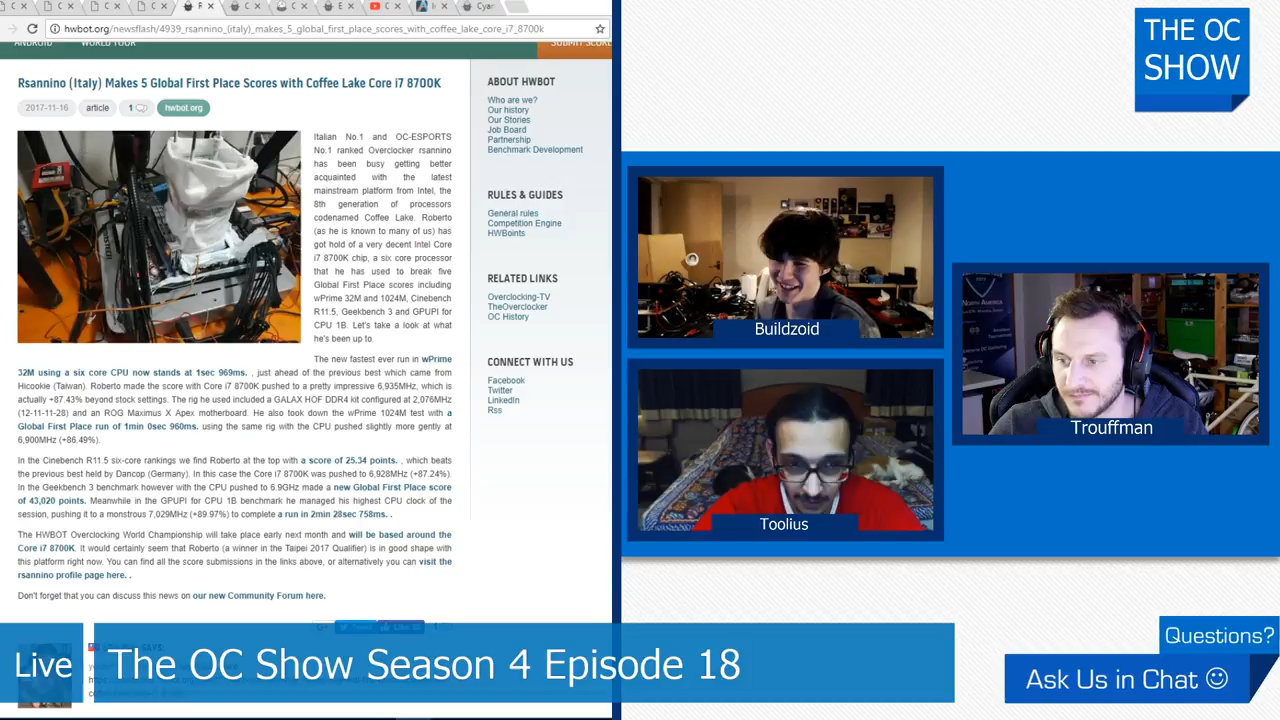 hwbot.org/newsflash/4939_rsannino_(italy)_makes_5_global_first_place_scores_with_coffee_lake_core_i7_8700k
ANDROID WORLD TOUR SUBMIT SCORE
Rsannino (Italy) Makes 5 Global First Place Scores with Coffee Lake Core i7 8700K
2017-11-16 article 1 hwbot.org
Italian No.1 and OC-ESPORTS
No.1 ranked Overclocker rsannino
has been busy getting better
acquainted with the latest
mainstream platform from Intel, the
8th generation of processors
codenamed Coffee Lake. Roberto
(as he is known to many of us) has
got hold of a very decent Intel Core
i7 8700K chip, a six core processor
that he has used to break five
Global First Place scores including
wPrime 32M and 1024M, Cinebench
R11.5, Geekbench 3 and GPUPI for
CPU 1B. Let's take a look at what
he's been up to.
The new fastest ever run in wPrime
32M using a six core CPU now stands at 1sec 969ms. , just ahead of the previous best which came from
Hicookie (Taiwan). Roberto made the score with Core i7 8700K pushed to a pretty impressive 6,935MHz, which is
actually +87.43% beyond stock settings. The rig he used included a GALAX HOF DDR4 kit configured at 2,076MHz
(12-11-11-28) and an ROG Maximus X Apex motherboard. He also took down the wPrime 1024M test with a
Global First Place run of 1min 0sec 960ms. using the same rig with the CPU pushed slightly more gently at
6,900MHz (+86.49%).
In the Cinebench R11.5 six-core rankings we find Roberto at the top with a score of 25.34 points. , which beats
the previous best held by Dancop (Germany). In this case the Core i7 8700K was pushed to 6,928MHz (+87.24%).
In the Geekbench 3 benchmark however with the CPU pushed to 6.9GHz made a new Global First Place score
of 43,020 points. Meanwhile in the GPUPI for CPU 1B benchmark he managed his highest CPU clock of the
session, pushing it to a monstrous 7,029MHz (+89.97%) to complete a run in 2min 28sec 758ms. .
The HWBOT Overclocking World Championship will take place early next month and will be based around the
Core i7 8700K. It would certainly seem that Roberto (a winner in the Taipei 2017 Qualifier) is in good shape with
this platform right now. You can find all the score submissions in the links above, or alternatively you can visit the
rsannino profile page here. .
Don't forget that you can discuss this news on our new Community Forum here.
ABOUT HWBOT
Who are we?
Our history
Our Stories
Job Board
Partnership
Benchmark Development
RULES & GUIDES
General rules
Competition Engine
HWBoints
RELATED LINKS
Overclocking-TV
TheOverclocker
OC History
CONNECT WITH US
Facebook
Twitter
LinkedIn
Rss
THE OC
SHOW
Buildzoid
NORTH AMERICA
Trouffman
Toolius
Live The OC Show Season 4 Episode 18
Questions?
Ask Us in Chat ☺